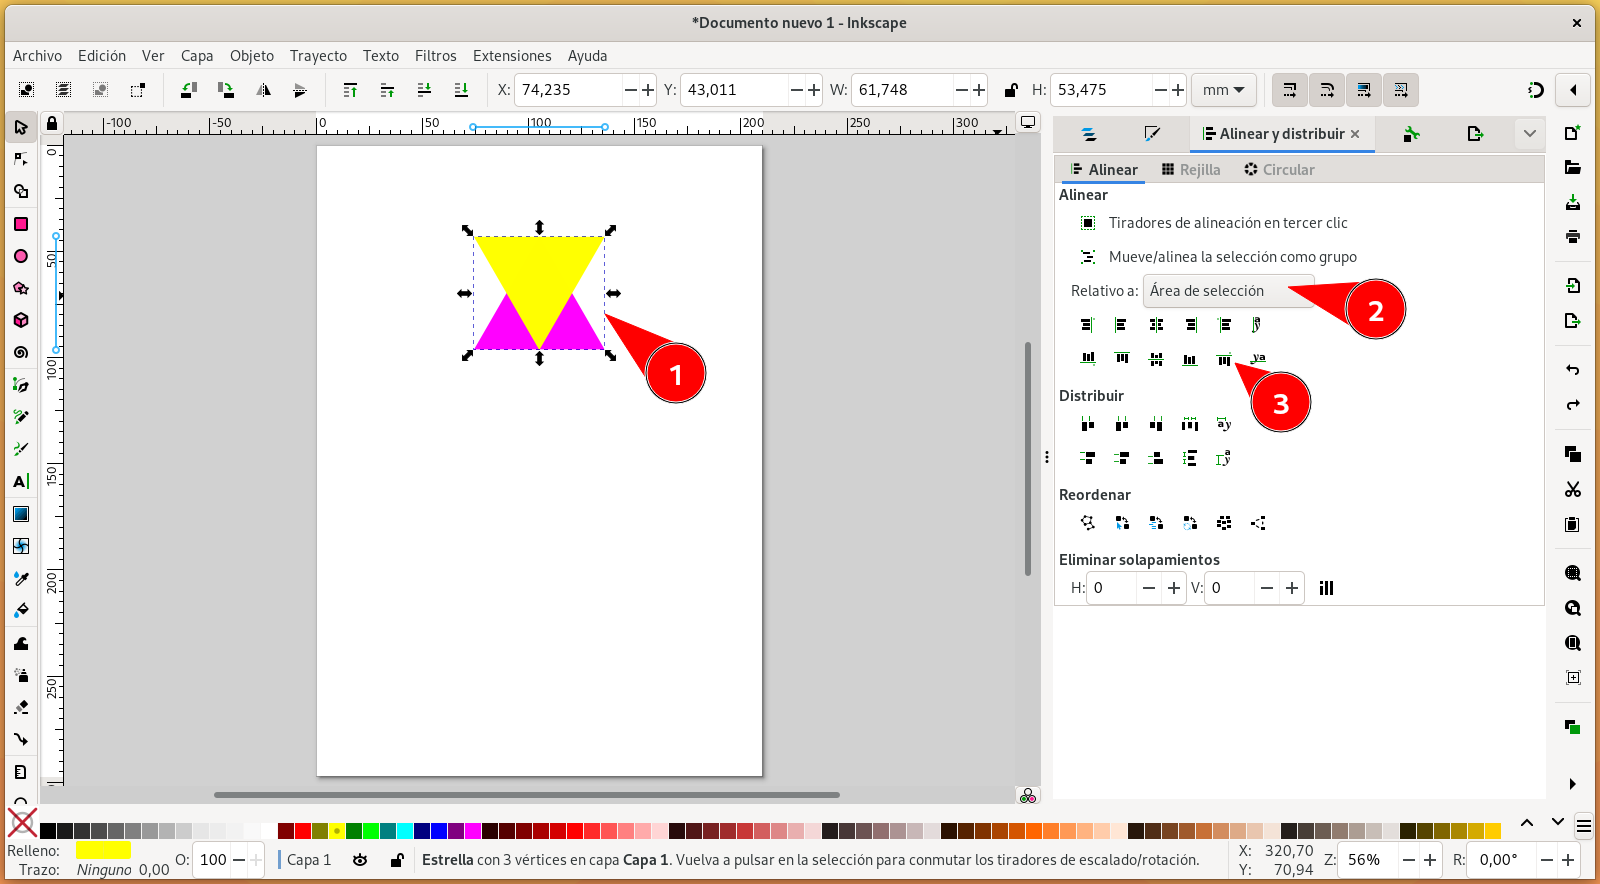 *Documento nuevo 1 - Inkscape
Archivo Edición Ver Capa Objeto Trayecto Texto Filtros Extensiones Ayuda
X: 74,235 Y: 43,011 W: 61,748 H: 53,475 mm
-100 -50 0 50 100 150 200 250 300
0
50
100
150
200
250
Alinear y distribuir
Alinear Rejilla Circular
Alinear
Tiradores de alineación en tercer clic
Mueve/alinea la selección como grupo
Relativo a: Área de selección
1
2
3
Distribuir
Reordenar
Eliminar solapamientos
H: 0 V: 0
Relleno:
Trazo: Ninguno 0,00
O: 100
Capa 1
Estrella con 3 vértices en capa Capa 1. Vuelva a pulsar en la selección para conmutar los tiradores de escalado/rotación.
X: 320,70
Y: 70,94
Z: 56%
R: 0,00°